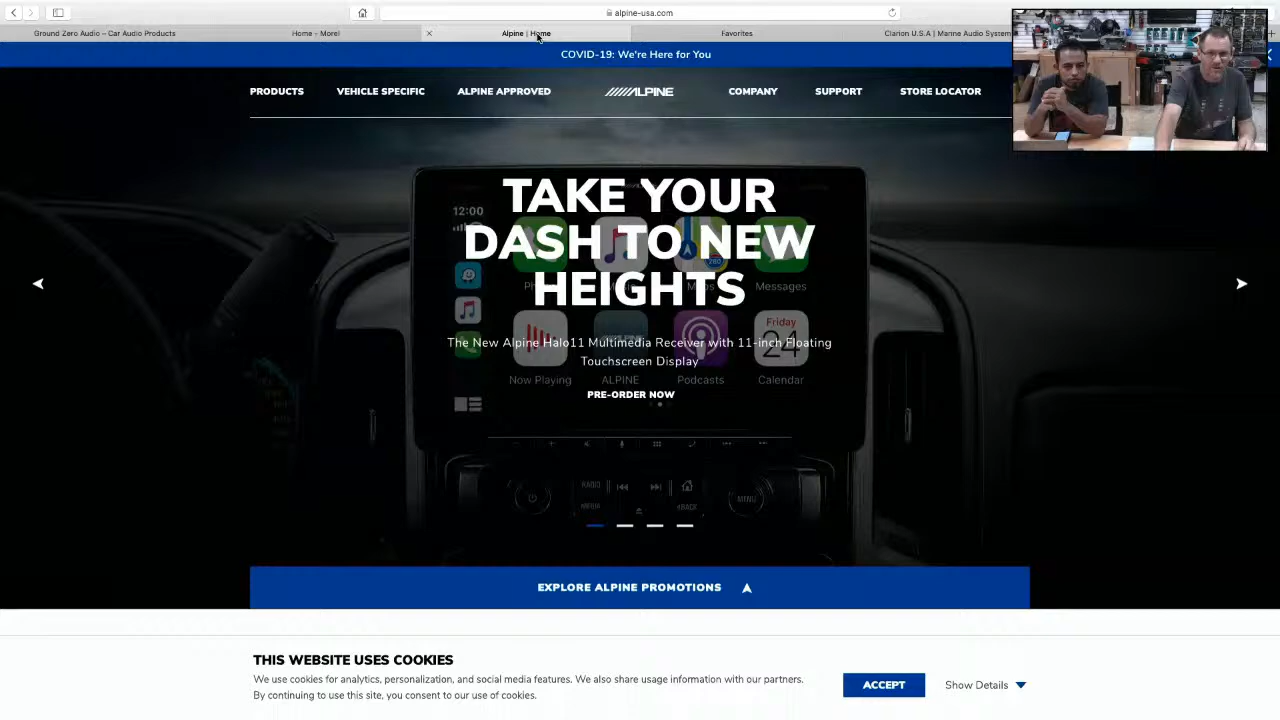 alpine-usa.com
Ground Zero Audio – Car Audio Products
Home - Morel
Alpine | Home
Favorites
Clarion U.S.A | Marine Audio System
COVID-19: We're Here for You
PRODUCTS
VEHICLE SPECIFIC
ALPINE APPROVED
ALPINE
COMPANY
SUPPORT
STORE LOCATOR
TAKE YOUR
DASH TO NEW
HEIGHTS
12:00
280
Messages
The New Alpine Halo11 Multimedia Receiver with 11-inch Floating
Touchscreen Display
Friday
24
Now Playing
ALPINE
Podcasts
Calendar
PRE-ORDER NOW
RADIO
MENU
BACK
EXPLORE ALPINE PROMOTIONS
THIS WEBSITE USES COOKIES
We use cookies for analytics, personalization, and social media features. We also share usage information with our partners.
By continuing to use this site, you consent to our use of cookies.
ACCEPT
Show Details